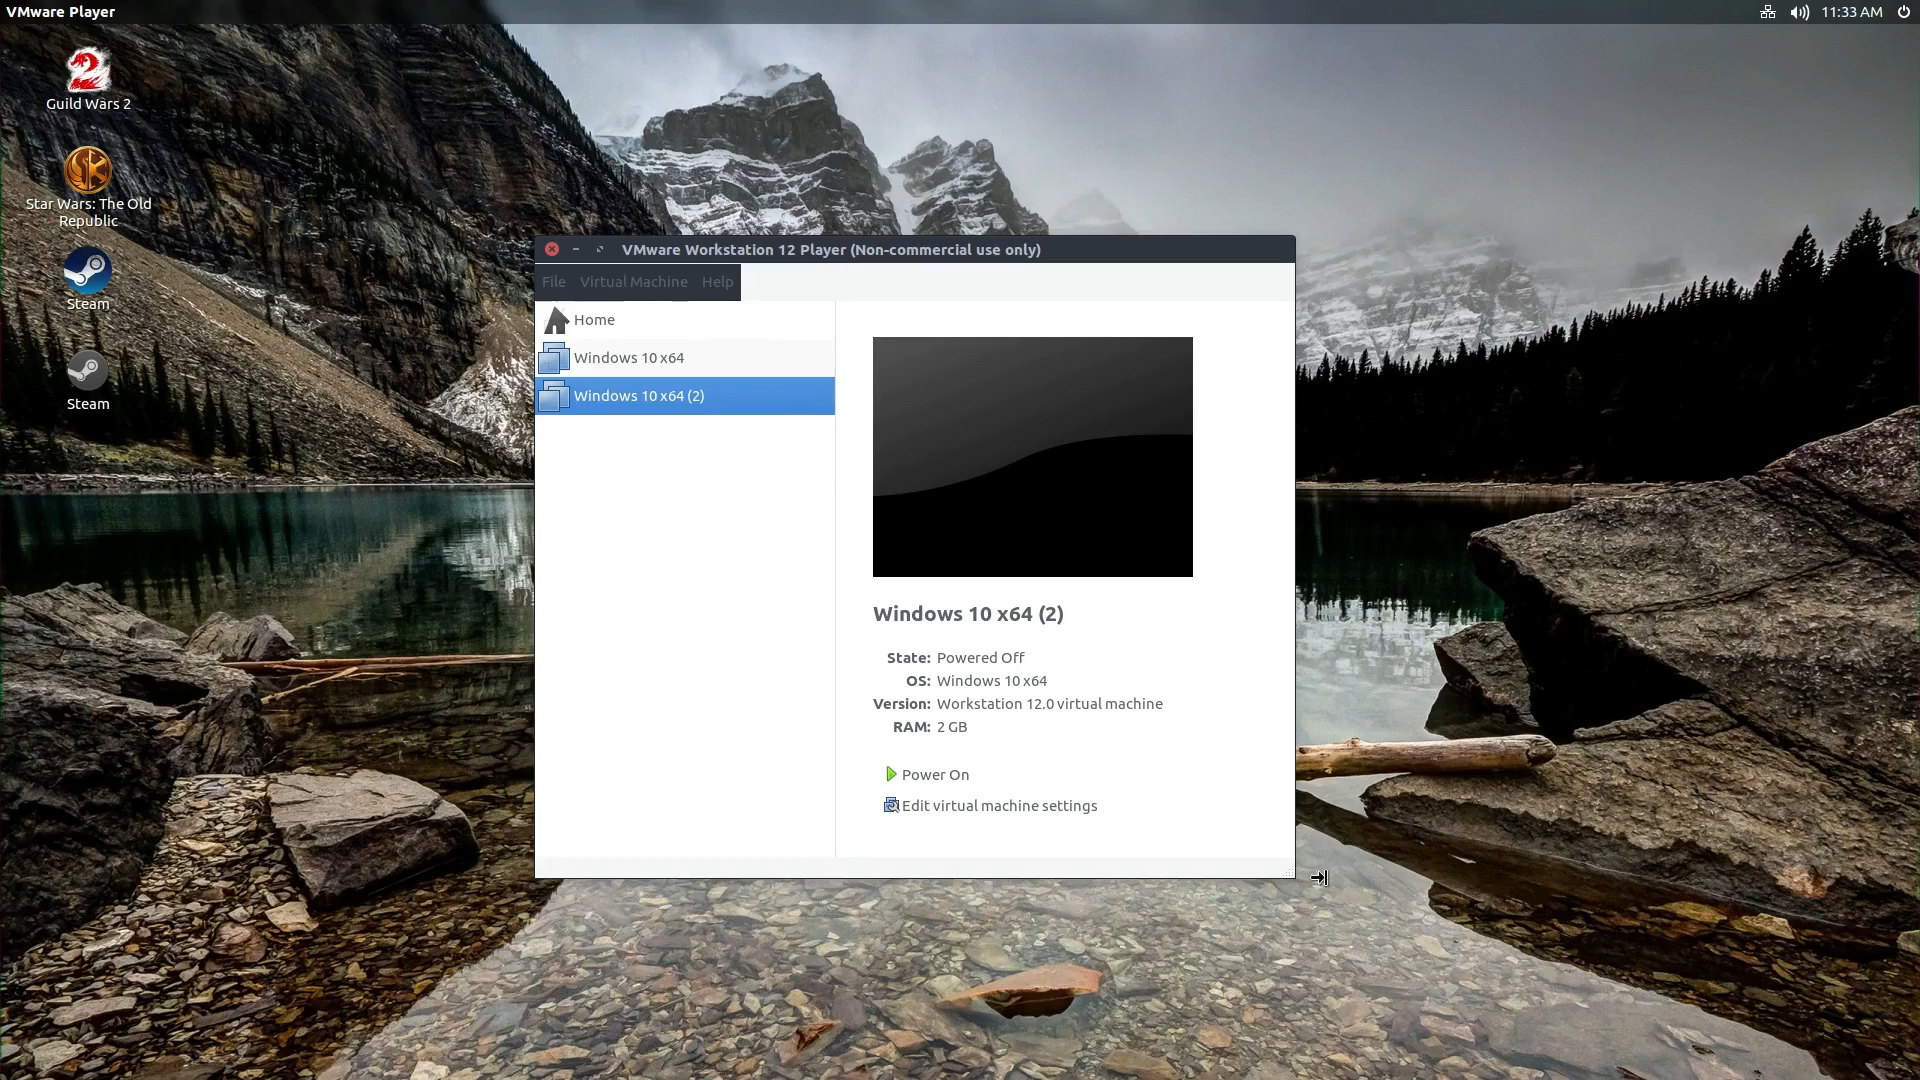 VMware Player
11:33 AM
Guild Wars 2
Star Wars: The Old
Republic
Steam
Steam
VMware Workstation 12 Player (Non-commercial use only)
File Virtual Machine Help
Home
Windows 10 x64
Windows 10 x64 (2)
Windows 10 x64 (2)
State: Powered Off
OS: Windows 10 x64
Version: Workstation 12.0 virtual machine
RAM: 2 GB
Power On
Edit virtual machine settings